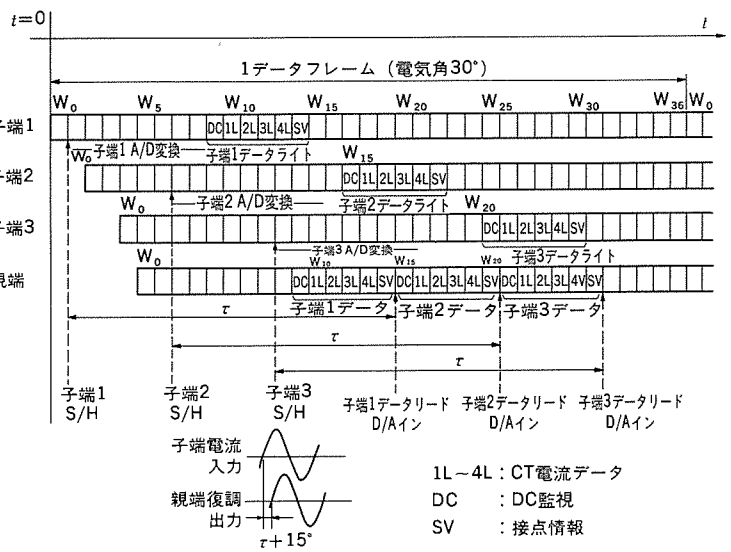 t=0
t
1データフレーム（電気角30°）
W₀ W₅ W₁₀ W₁₅ W₂₀ W₂₅ W₃₀ W₃₆ W₀
子端1 DC 1L 2L 3L 4L SV
W₀ 子端1 A/D変換 子端1データライト W₁₅
子端2 DC 1L 2L 3L 4L SV
W₀ 子端2 A/D変換 子端2データライト W₂₀
子端3 DC 1L 2L 3L 4L SV
W₀ 子端3 A/D変換 子端3データライト
W₁₀ W₁₅ W₂₀
親端 DC 1L 2L 3L 4L SV DC 1L 2L 3L 4L SV DC 1L 2L 3L 4V SV
子端1データ 子端2データ 子端3データ
τ
τ
τ
子端1 S/H
子端2 S/H
子端3 S/H
子端1データリード D/Aイン
子端2データリード D/Aイン
子端3データリード D/Aイン
子端電流
入力
親端復調
出力
τ+15°
1L～4L：CT電流データ
DC ：DC監視
SV ：接点情報